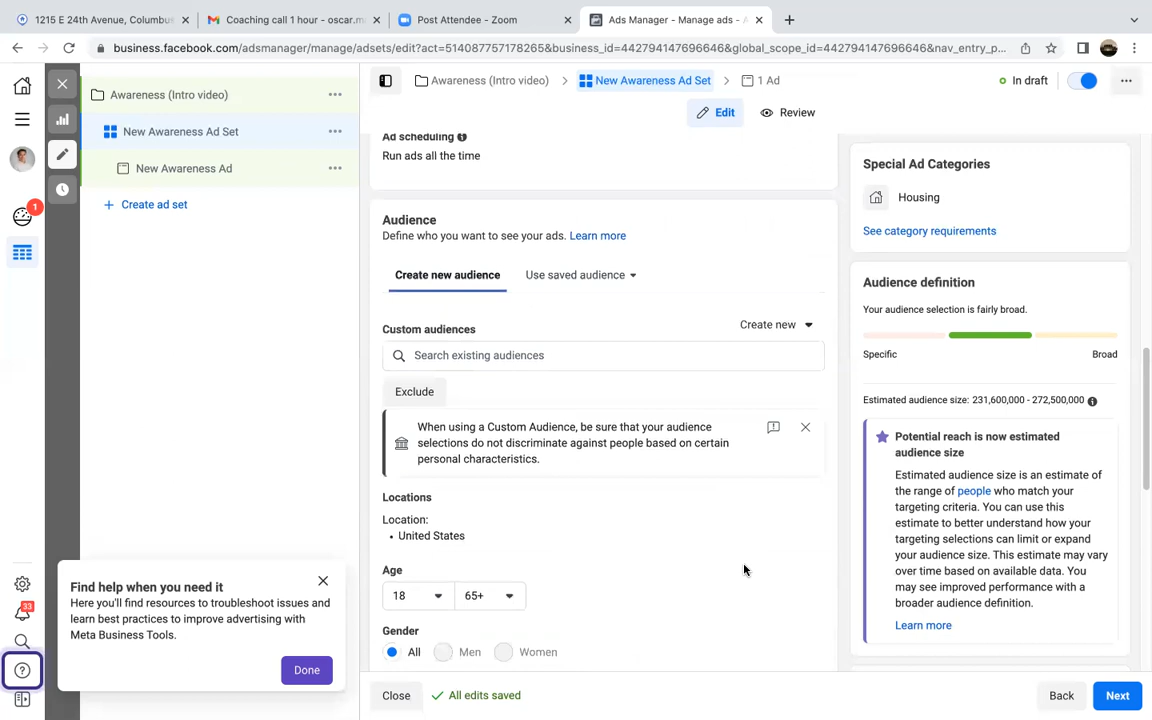 1215 E 24th Avenue, Columbu
Coaching call 1 hour - oscar.m
Post Attendee - Zoom
Ads Manager - Manage ads - A
business.facebook.com/adsmanager/manage/adsets/edit?act=514087757178265&business_id=442794147696646&global_scope_id=442794147696646&nav_entry_p...
Awareness (Intro video)
New Awareness Ad Set
New Awareness Ad
Create ad set
Awareness (Intro video)
New Awareness Ad Set
1 Ad
In draft
Edit
Review
Ad scheduling
Run ads all the time
Audience
Define who you want to see your ads. Learn more
Create new audience
Use saved audience
Custom audiences
Create new
Search existing audiences
Exclude
When using a Custom Audience, be sure that your audience
selections do not discriminate against people based on certain
personal characteristics.
Locations
Location:
• United States
Age
18
65+
Gender
All
Men
Women
Special Ad Categories
Housing
See category requirements
Audience definition
Your audience selection is fairly broad.
Specific
Broad
Estimated audience size: 231,600,000 - 272,500,000
Potential reach is now estimated
audience size
Estimated audience size is an estimate of
the range of people who match your
targeting criteria. You can use this
estimate to better understand how your
targeting selections can limit or expand
your audience size. This estimate may vary
over time based on available data. You
may see improved performance with a
broader audience definition.
Learn more
1
33
Find help when you need it
Here you'll find resources to troubleshoot issues and
learn best practices to improve advertising with
Meta Business Tools.
Done
Close
All edits saved
Back
Next